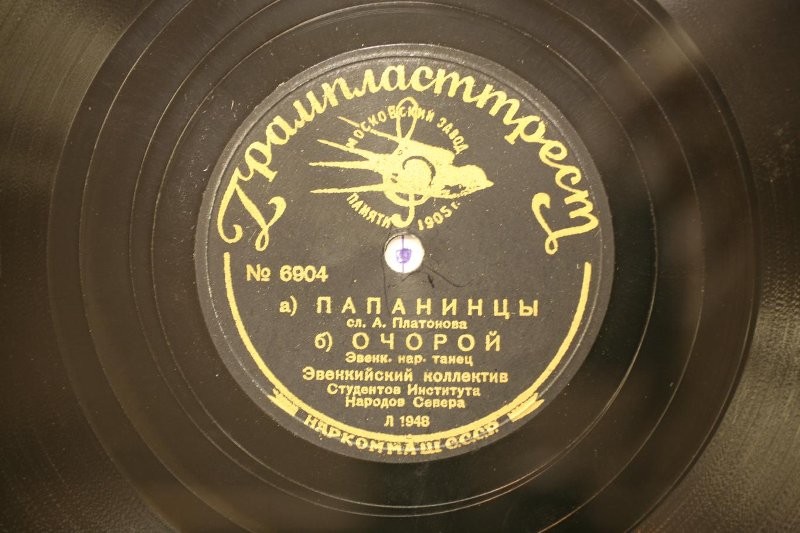 Грампласттрест
МОСКОВСКИЙ ЗАВОД
ПАМЯТИ 1905 г.
№ 6904
а) ПАПАНИНЦЫ
сл. А. Платонова
б) ОЧОРОЙ
Эвенк. нар. танец
Эвенкийский коллектив
Студентов Института
Народов Севера
Л 1948
НАРКОММАШ СССР